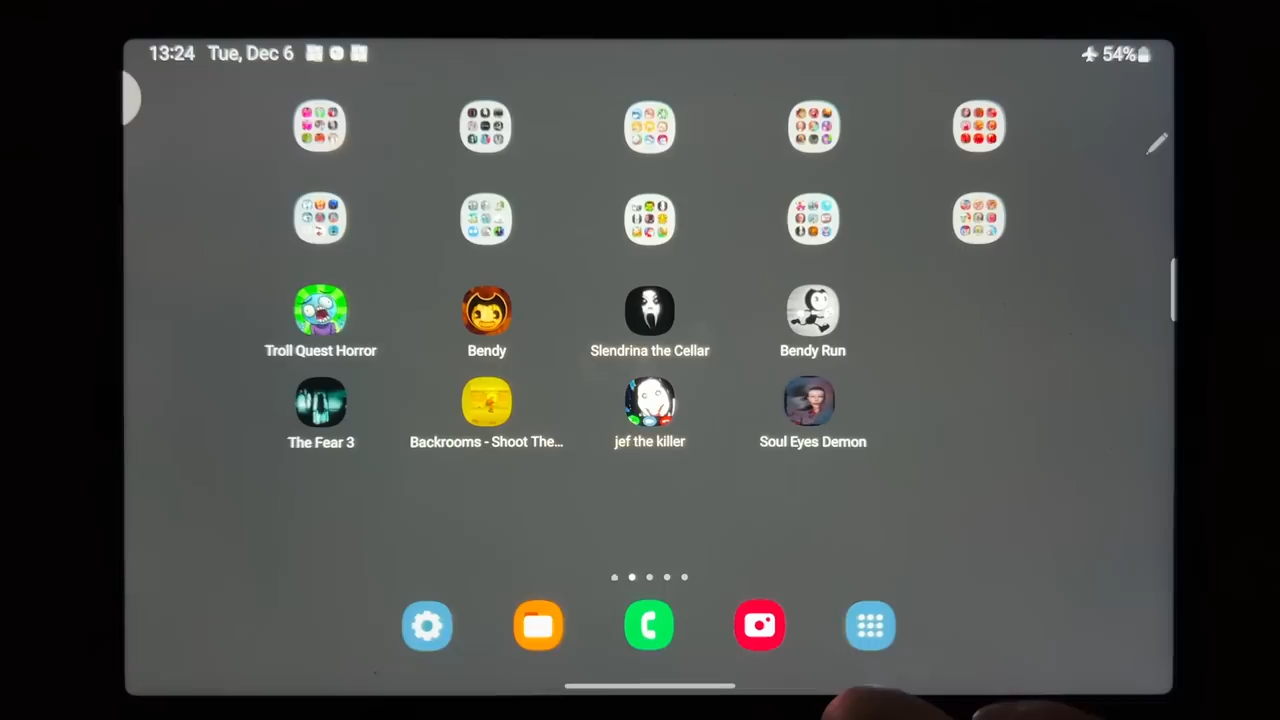 13:24 Tue, Dec 6
54%
Troll Quest Horror
Bendy
Slendrina the Cellar
Bendy Run
The Fear 3
Backrooms - Shoot The...
jef the killer
Soul Eyes Demon